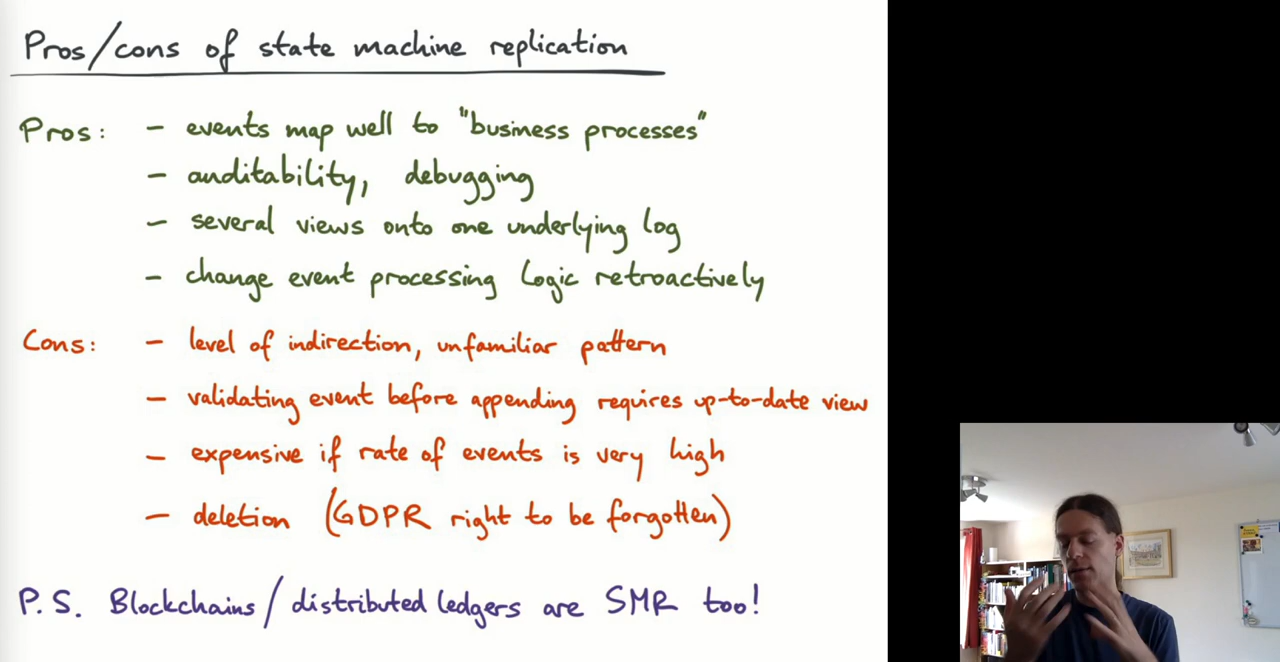 Pros/cons of state machine replication
Pros: - events map well to "business processes"
- auditability, debugging
- several views onto one underlying log
- change event processing logic retroactively
Cons: - level of indirection, unfamiliar pattern
- validating event before appending requires up-to-date view
- expensive if rate of events is very high
- deletion (GDPR right to be forgotten)
P.S. Blockchains/distributed ledgers are SMR too!